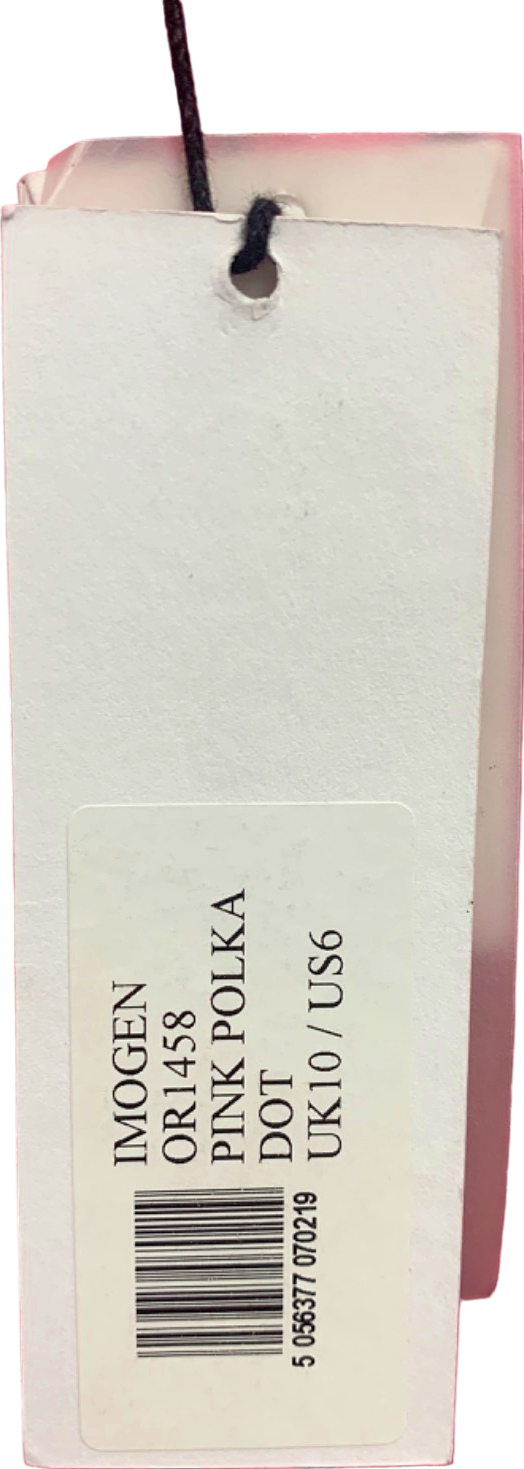 IMOGEN
OR1458
PINK POLKA
DOT
UK10 / US6
5 056377 070219